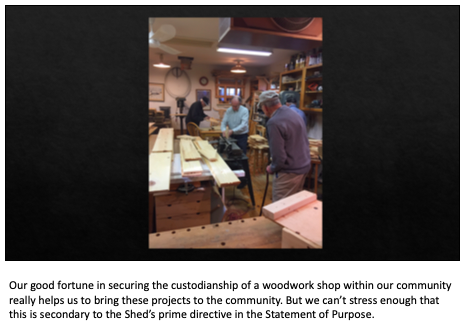 Our good fortune in securing the custodianship of a woodwork shop within our community
really helps us to bring these projects to the community. But we can’t stress enough that
this is secondary to the Shed’s prime directive in the Statement of Purpose.